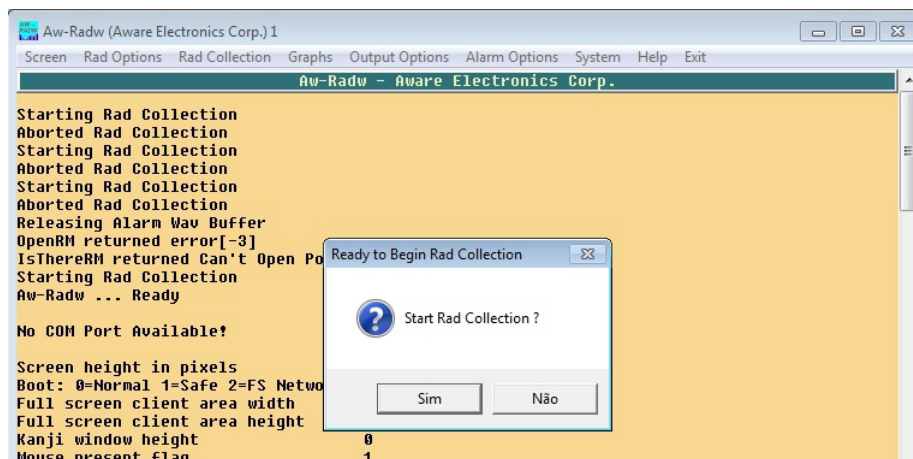 Aw-Radw (Aware Electronics Corp.) 1
Screen Rad Options Rad Collection Graphs Output Options Alarm Options System Help Exit
Aw-Radw - Aware Electronics Corp.
Starting Rad Collection
Aborted Rad Collection
Starting Rad Collection
Aborted Rad Collection
Starting Rad Collection
Aborted Rad Collection
Releasing Alarm Wav Buffer
OpenRM returned error[-3]
IsThereRM returned Can't Open Po
Starting Rad Collection
Aw-Radw ... Ready
No COM Port Available!
Screen height in pixels
Boot: 0=Normal 1=Safe 2=FS Netwo
Full screen client area width
Full screen client area height
Kanji window height 0
Mouse present flag 1
Ready to Begin Rad Collection
Start Rad Collection ?
Sim Não